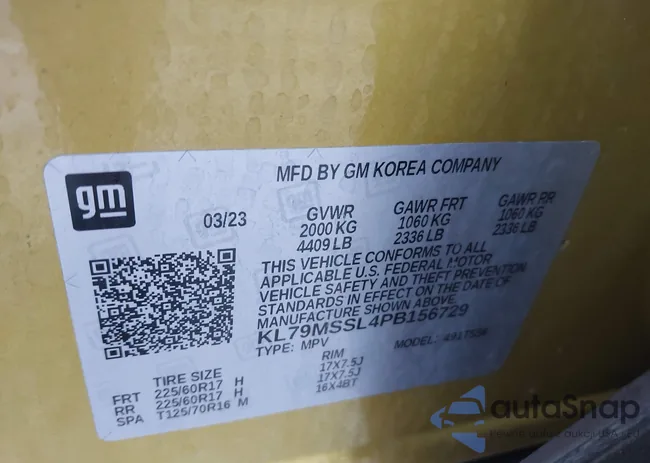 MFD BY GM KOREA COMPANY
gm
03/23 GVWR GAWR FRT GAWR RR
2000 KG 1060 KG 1060 KG
4409 LB 2336 LB 2336 LB
THIS VEHICLE CONFORMS TO ALL
APPLICABLE U.S. FEDERAL MOTOR
VEHICLE SAFETY AND THEFT PREVENTION
STANDARDS IN EFFECT ON THE DATE OF
MANUFACTURE SHOWN ABOVE.
KL79MSSL4PB156729
TYPE: MPV MODEL:
TIRE SIZE RIM
FRT 225/60R17 H 17X7.5J
RR 225/60R17 H 17X7.5J
SPA T125/70R16 M 16X4BT
autoSnap